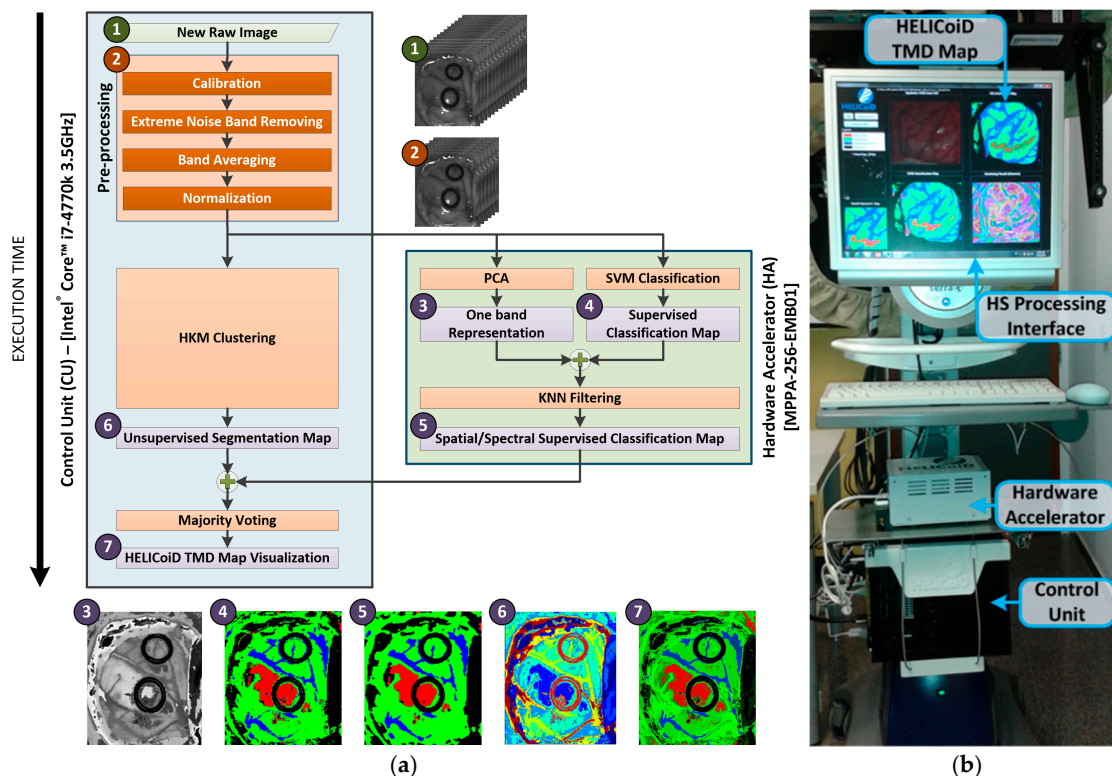 EXECUTION TIME
Control Unit (CU) – [Intel® Core™ i7-4770k 3.5GHz]
1
New Raw Image
2
Pre-processing
Calibration
Extreme Noise Band Removing
Band Averaging
Normalization
1
2
HKM Clustering
PCA
SVM Classification
3
One band
Representation
4
Supervised
Classification Map
KNN Filtering
5
Spatial/Spectral Supervised Classification Map
Hardware Accelerator (HA)
[MPPA-256-EMB01]
6
Unsupervised Segmentation Map
Majority Voting
7
HELICoiD TMD Map Visualization
3
4
5
6
7
(a)
HELICoiD
TMD Map
HELICoiD
HS Processing
Interface
HELICoiD
Hardware
Accelerator
Control
Unit
(b)